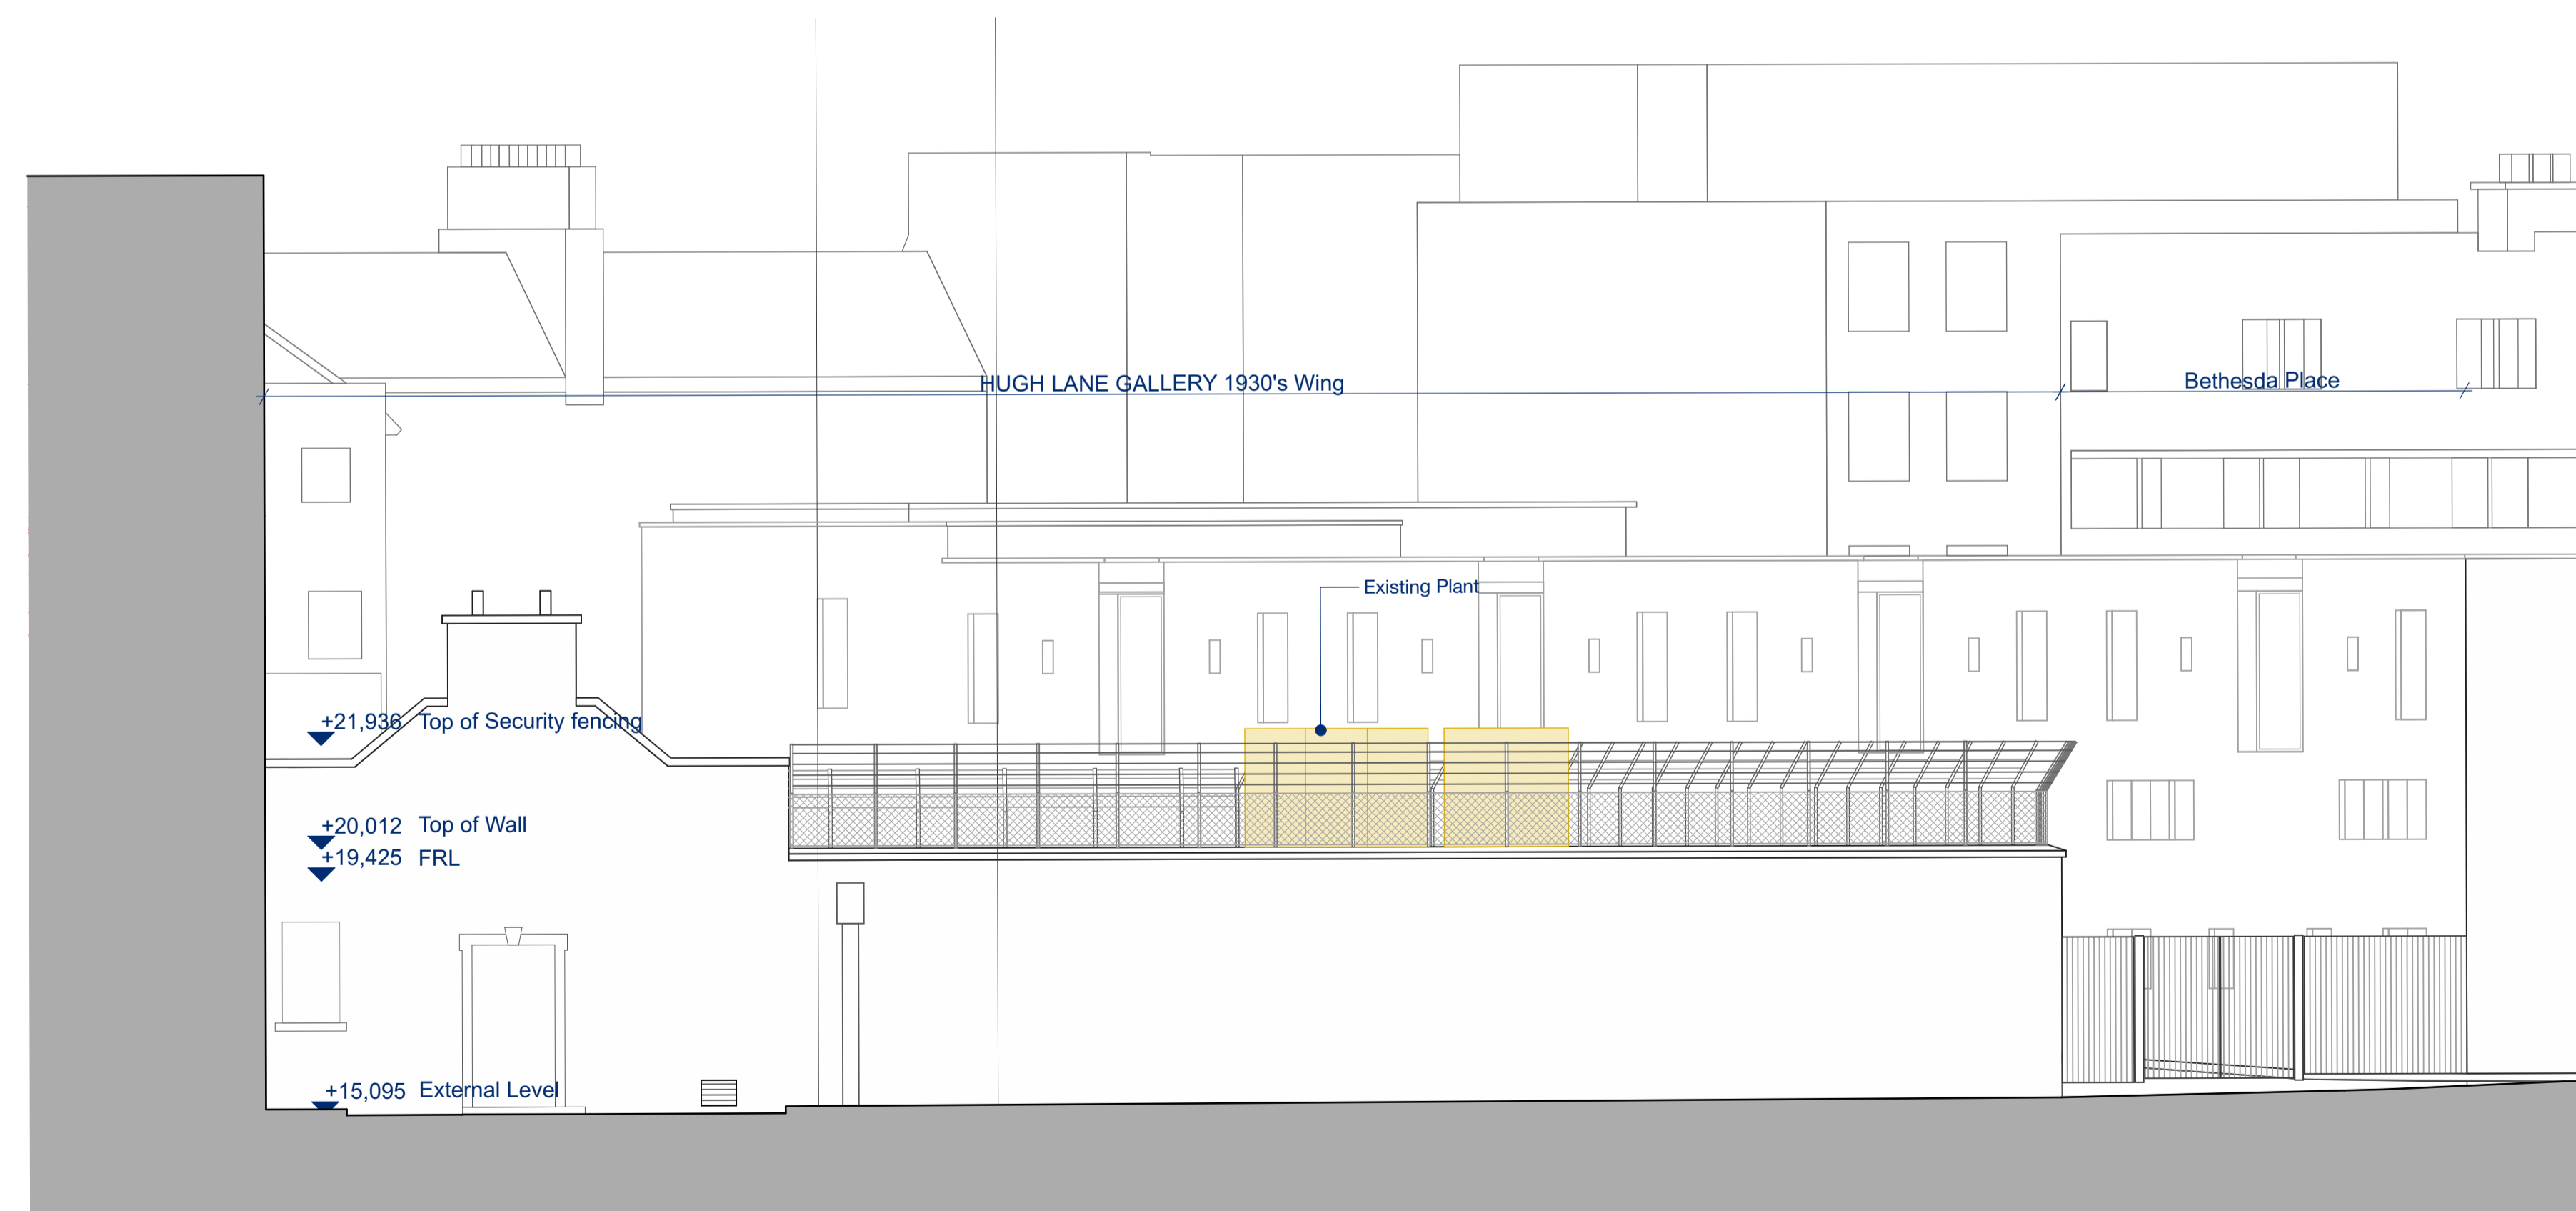 HUGH LANE GALLERY 1930's Wing
Bethesda Place
Existing Plant
+21,936 Top of Security fencing
+20,012 Top of Wall
+19,425 FRL
+15,095 External Level